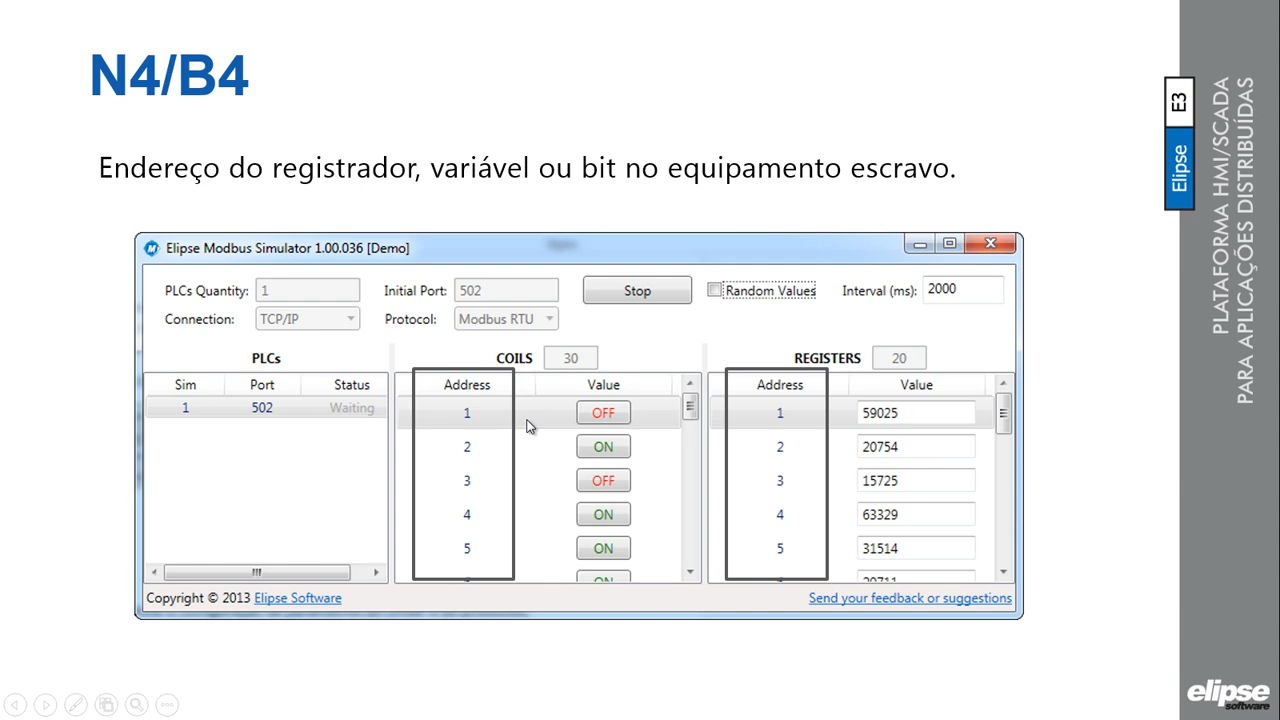 N4/B4
Endereço do registrador, variável ou bit no equipamento escravo.
Elipse Modbus Simulator 1.00.036 [Demo]
PLCs Quantity: 1 Initial Port: 502 Stop Random Values Interval (ms): 2000
Connection: TCP/IP Protocol: Modbus RTU
PLCs COILS 30 REGISTERS 20
Sim Port Status Address Value Address Value
1 502 Waiting 1 OFF 1 59025
2 ON 2 20754
3 OFF 3 15725
4 ON 4 63329
5 ON 5 31514
ON
Copyright © 2013 Elipse Software Send your feedback or suggestions
Elipse E3
PLATAFORMA HMI/SCADA
PARA APLICAÇÕES DISTRIBUÍDAS
elipse
software